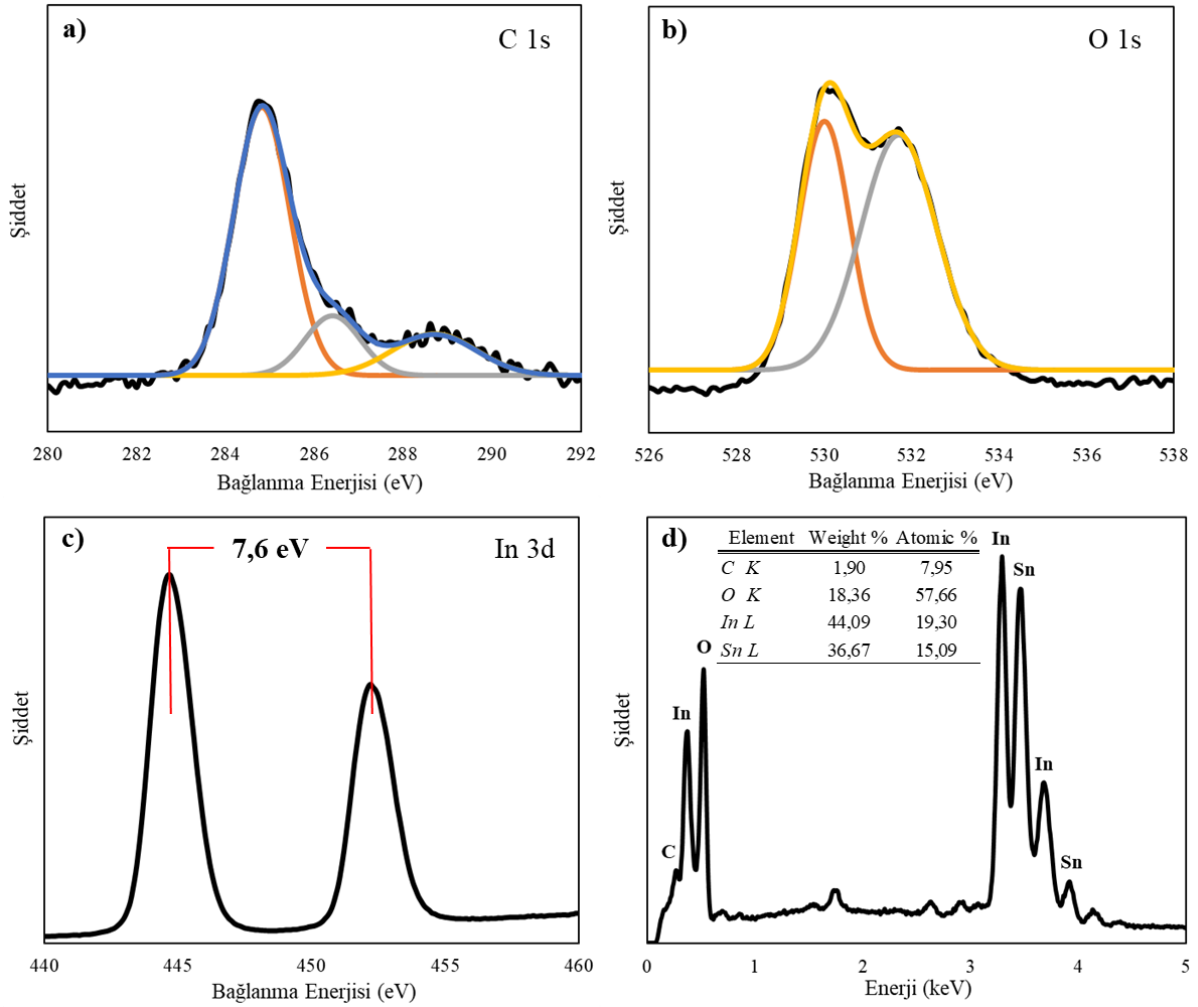 a)
C 1s
Şiddet
280 282 284 286 288 290 292
Bağlanma Enerjisi (eV)
b)
O 1s
Şiddet
526 528 530 532 534 536 538
Bağlanma Enerjisi (eV)
c)
7,6 eV
In 3d
Şiddet
440 445 450 455 460
Bağlanma Enerjisi (eV)
d)
Element Weight % Atomic %
C K 1,90 7,95
O K 18,36 57,66
In L 44,09 19,30
Sn L 36,67 15,09
In
Sn
O
In
In
Sn
C
Şiddet
0 1 2 3 4 5
Enerji (keV)